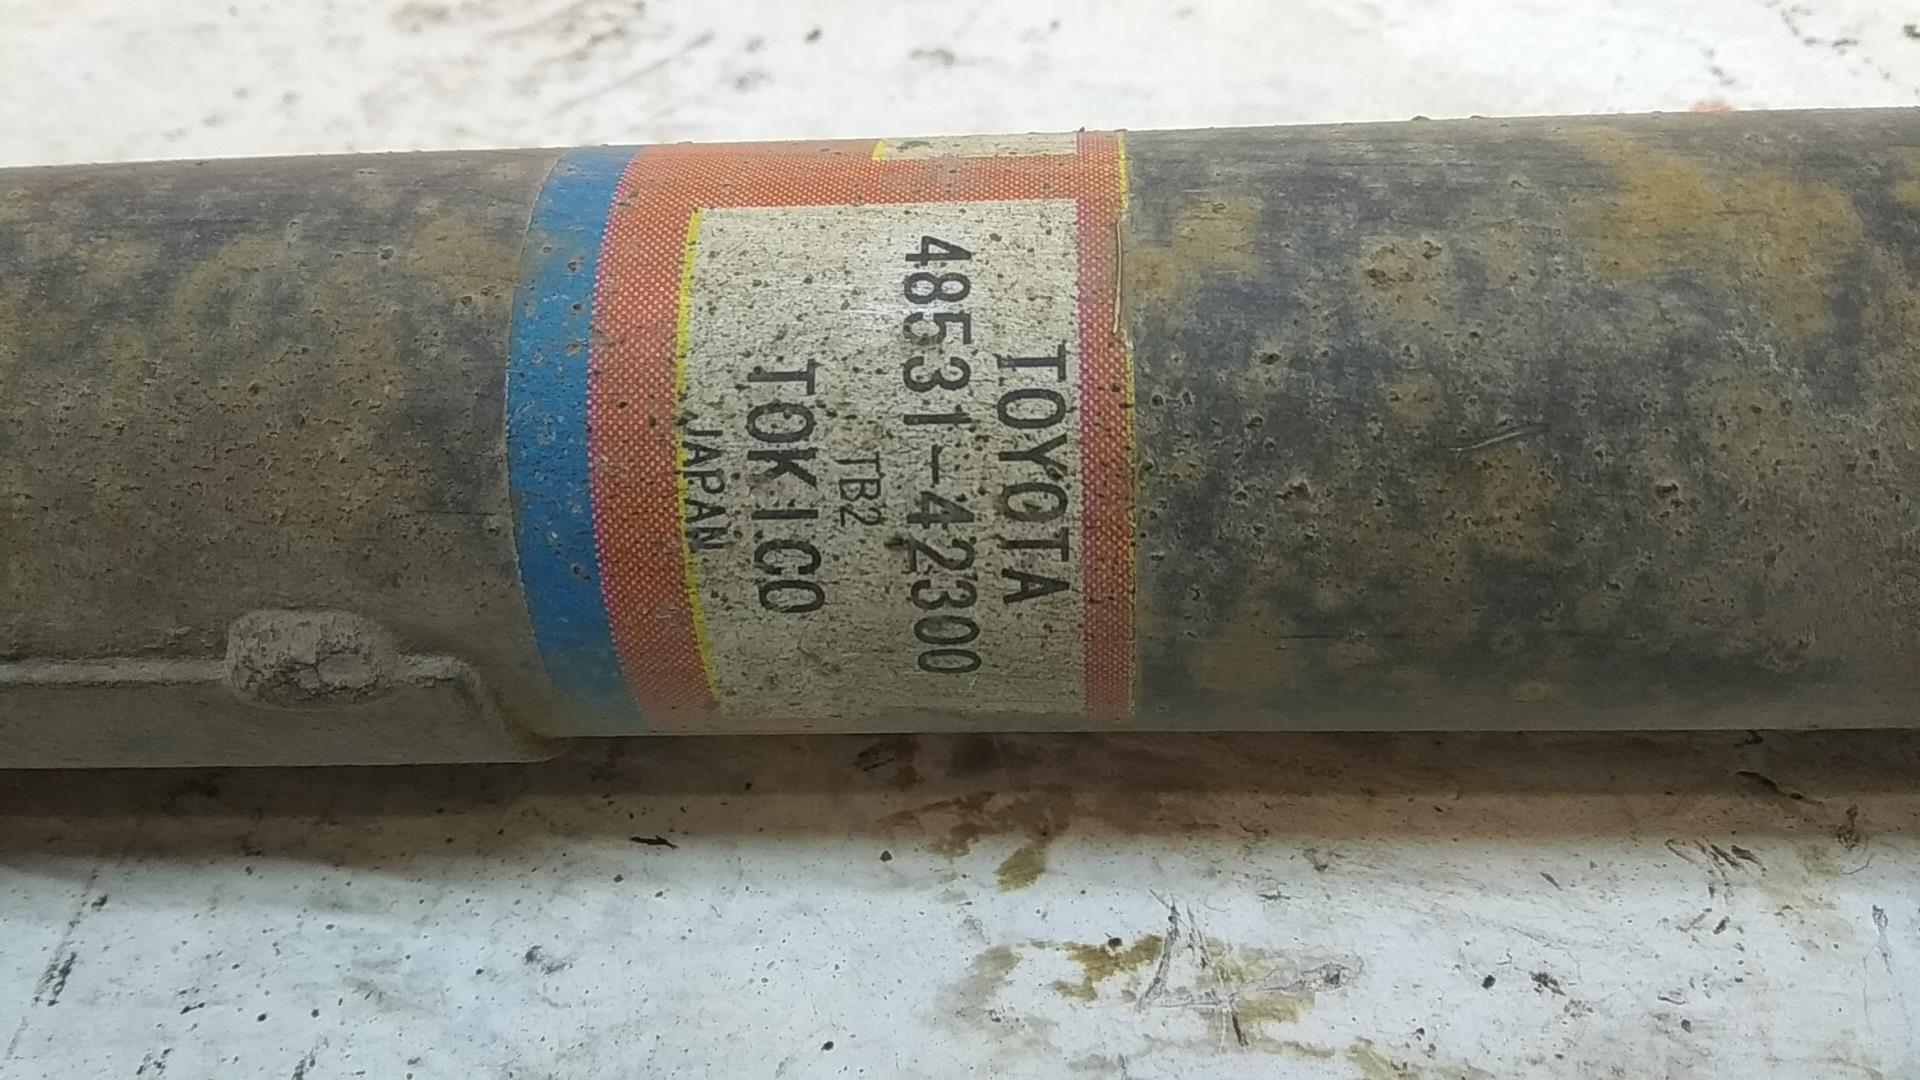 TOYOTA
48531-42300
TB2
TOKICO
JAPAN